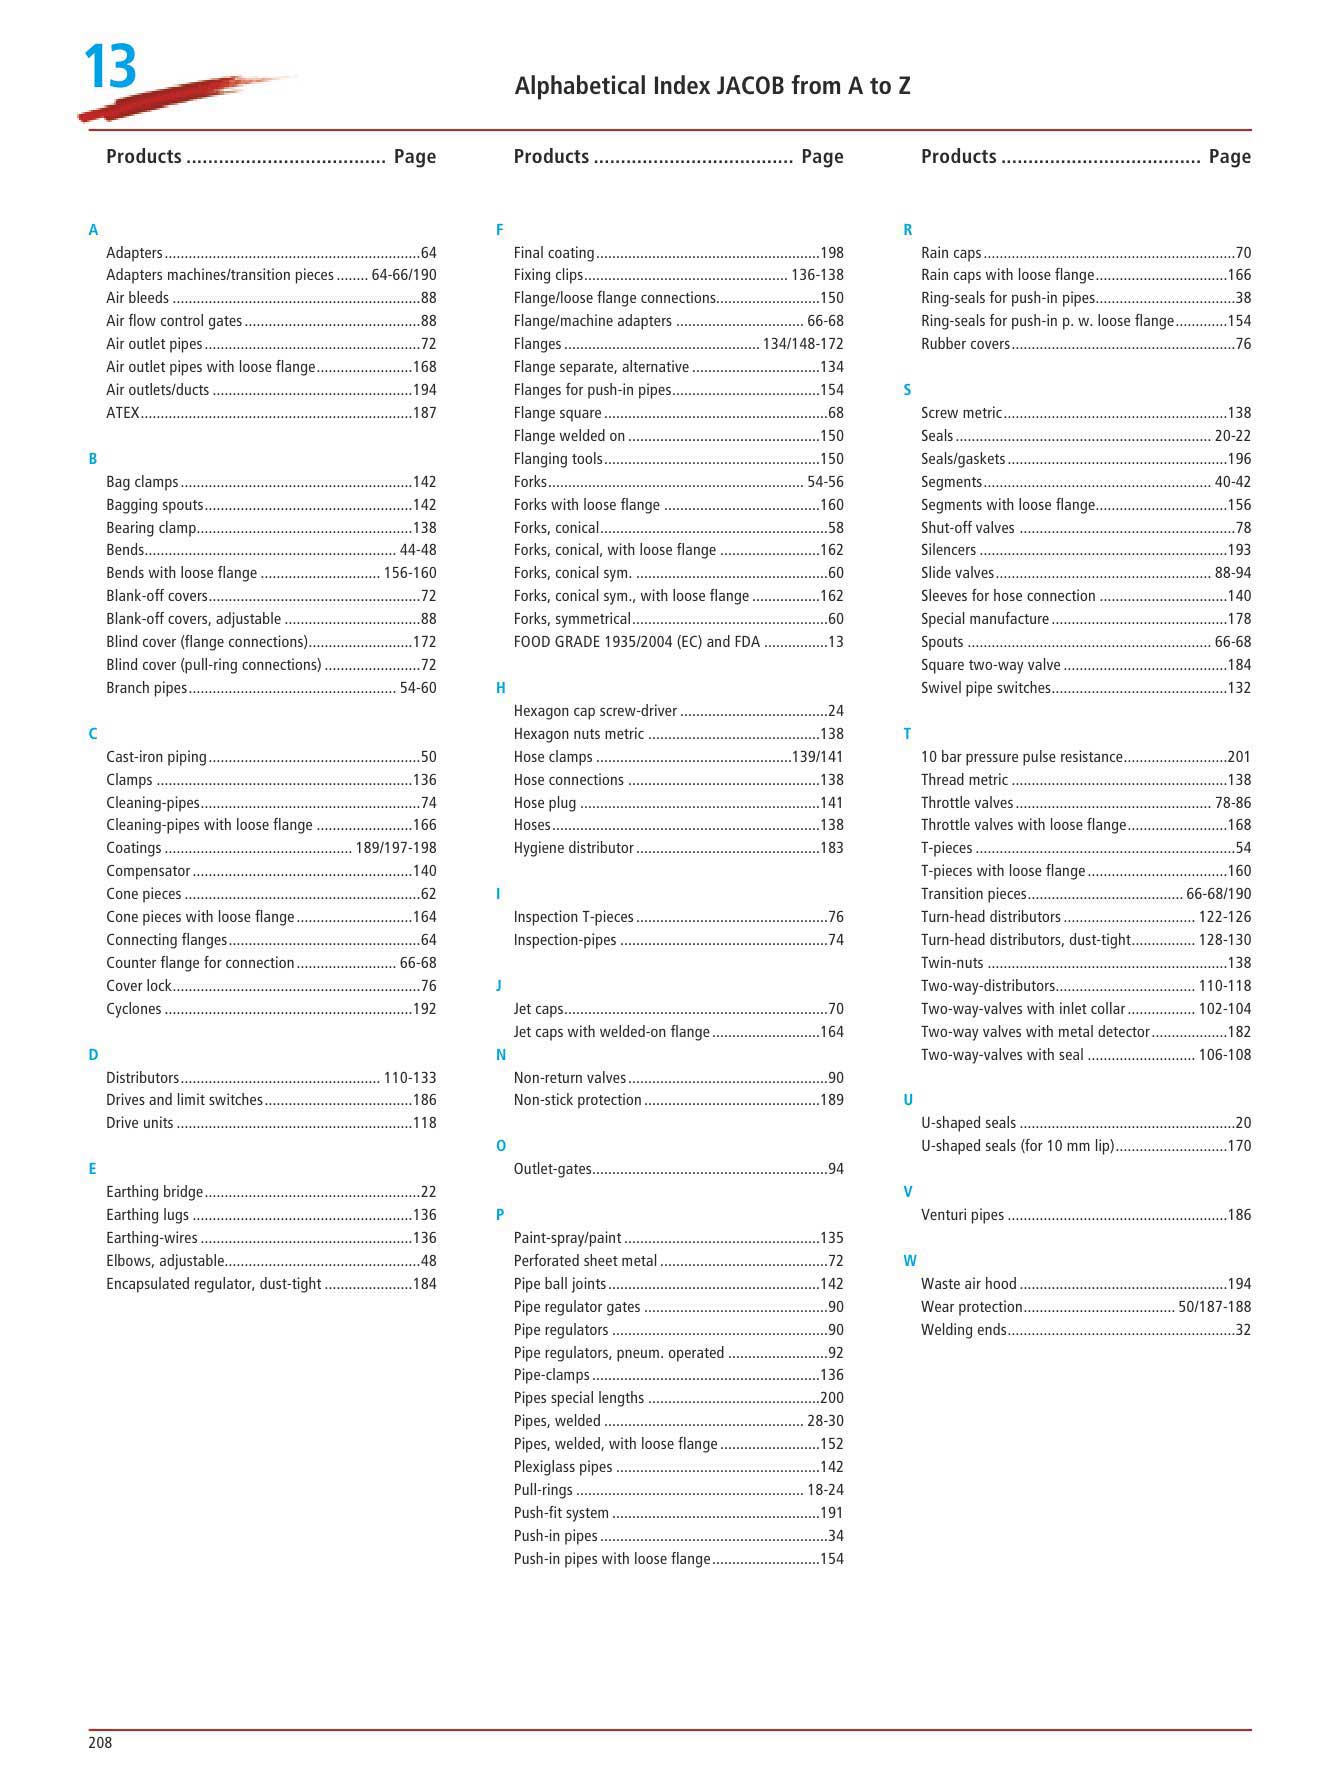 13
Alphabetical Index JACOB from A to Z
Products ..................................... Page
A
Adapters................................................................64
Adapters machines/transition pieces ........ 64-66/190
Air bleeds ..............................................................88
Air flow control gates............................................88
Air outlet pipes......................................................72
Air outlet pipes with loose flange........................168
Air outlets/ducts ..................................................194
ATEX....................................................................187
B
Bag clamps..........................................................142
Bagging spouts....................................................142
Bearing clamp......................................................138
Bends............................................................... 44-48
Bends with loose flange .............................. 156-160
Blank-off covers.....................................................72
Blank-off covers, adjustable ..................................88
Blind cover (flange connections)..........................172
Blind cover (pull-ring connections) ........................72
Branch pipes.................................................... 54-60
C
Cast-iron piping.....................................................50
Clamps ................................................................136
Cleaning-pipes.......................................................74
Cleaning-pipes with loose flange ........................166
Coatings ............................................... 189/197-198
Compensator.......................................................140
Cone pieces ...........................................................62
Cone pieces with loose flange.............................164
Connecting flanges................................................64
Counter flange for connection......................... 66-68
Cover lock..............................................................76
Cyclones ..............................................................192
D
Distributors.................................................. 110-133
Drives and limit switches.....................................186
Drive units ...........................................................118
E
Earthing bridge......................................................22
Earthing lugs .......................................................136
Earthing-wires .....................................................136
Elbows, adjustable.................................................48
Encapsulated regulator, dust-tight ......................184
Products ..................................... Page
F
Final coating........................................................198
Fixing clips................................................... 136-138
Flange/loose flange connections..........................150
Flange/machine adapters ................................ 66-68
Flanges ................................................. 134/148-172
Flange separate, alternative ................................134
Flanges for push-in pipes.....................................154
Flange square........................................................68
Flange welded on ................................................150
Flanging tools......................................................150
Forks.................................................................. 54-56
Forks with loose flange .......................................160
Forks, conical.........................................................58
Forks, conical, with loose flange .........................162
Forks, conical sym. ................................................60
Forks, conical sym., with loose flange .................162
Forks, symmetrical.................................................60
FOOD GRADE 1935/2004 (EC) and FDA ................13
H
Hexagon cap screw-driver .....................................24
Hexagon nuts metric ...........................................138
Hose clamps .................................................139/141
Hose connections ................................................138
Hose plug ............................................................141
Hoses...................................................................138
Hygiene distributor..............................................183
I
Inspection T-pieces................................................76
Inspection-pipes ....................................................74
J
Jet caps..................................................................70
Jet caps with welded-on flange...........................164
N
Non-return valves..................................................90
Non-stick protection............................................189
O
Outlet-gates...........................................................94
P
Paint-spray/paint .................................................135
Perforated sheet metal ..........................................72
Pipe ball joints.....................................................142
Pipe regulator gates ..............................................90
Pipe regulators ......................................................90
Pipe regulators, pneum. operated .........................92
Pipe-clamps.........................................................136
Pipes special lengths ...........................................200
Pipes, welded .................................................. 28-30
Pipes, welded, with loose flange.........................152
Plexiglass pipes ...................................................142
Pull-rings ......................................................... 18-24
Push-fit system ....................................................191
Push-in pipes.........................................................34
Push-in pipes with loose flange...........................154
Products ..................................... Page
R
Rain caps...............................................................70
Rain caps with loose flange.................................166
Ring-seals for push-in pipes...................................38
Ring-seals for push-in p. w. loose flange.............154
Rubber covers........................................................76
S
Screw metric........................................................138
Seals................................................................ 20-22
Seals/gaskets.......................................................196
Segments......................................................... 40-42
Segments with loose flange.................................156
Shut-off valves ......................................................78
Silencers ..............................................................193
Slide valves...................................................... 88-94
Sleeves for hose connection ................................140
Special manufacture............................................178
Spouts ............................................................. 66-68
Square two-way valve.........................................184
Swivel pipe switches............................................132
T
10 bar pressure pulse resistance..........................201
Thread metric ......................................................138
Throttle valves................................................. 78-86
Throttle valves with loose flange.........................168
T-pieces .................................................................54
T-pieces with loose flange...................................160
Transition pieces....................................... 66-68/190
Turn-head distributors ................................. 122-126
Turn-head distributors, dust-tight................ 128-130
Twin-nuts ............................................................138
Two-way-distributors................................... 110-118
Two-way-valves with inlet collar................. 102-104
Two-way valves with metal detector...................182
Two-way-valves with seal ........................... 106-108
U
U-shaped seals ......................................................20
U-shaped seals (for 10 mm lip)............................170
V
Venturi pipes .......................................................186
W
Waste air hood....................................................194
Wear protection...................................... 50/187-188
Welding ends.........................................................32
208